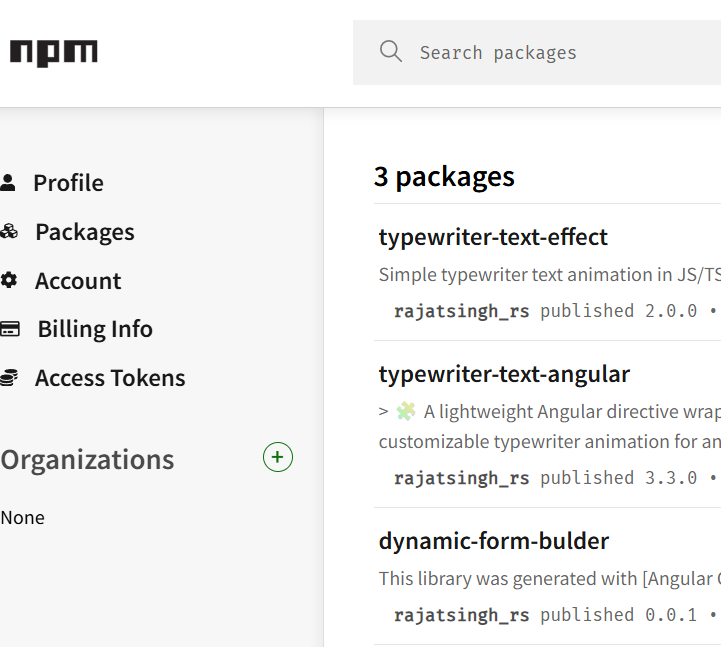 npm
Search packages
Profile
Packages
Account
Billing Info
Access Tokens
Organizations
+
None
3 packages
typewriter-text-effect
Simple typewriter text animation in JS/TS
rajatsingh_rs published 2.0.0 •
typewriter-text-angular
> 🧩 A lightweight Angular directive wrap
customizable typewriter animation for an
rajatsingh_rs published 3.3.0 •
dynamic-form-bulder
This library was generated with [Angular C
rajatsingh_rs published 0.0.1 •